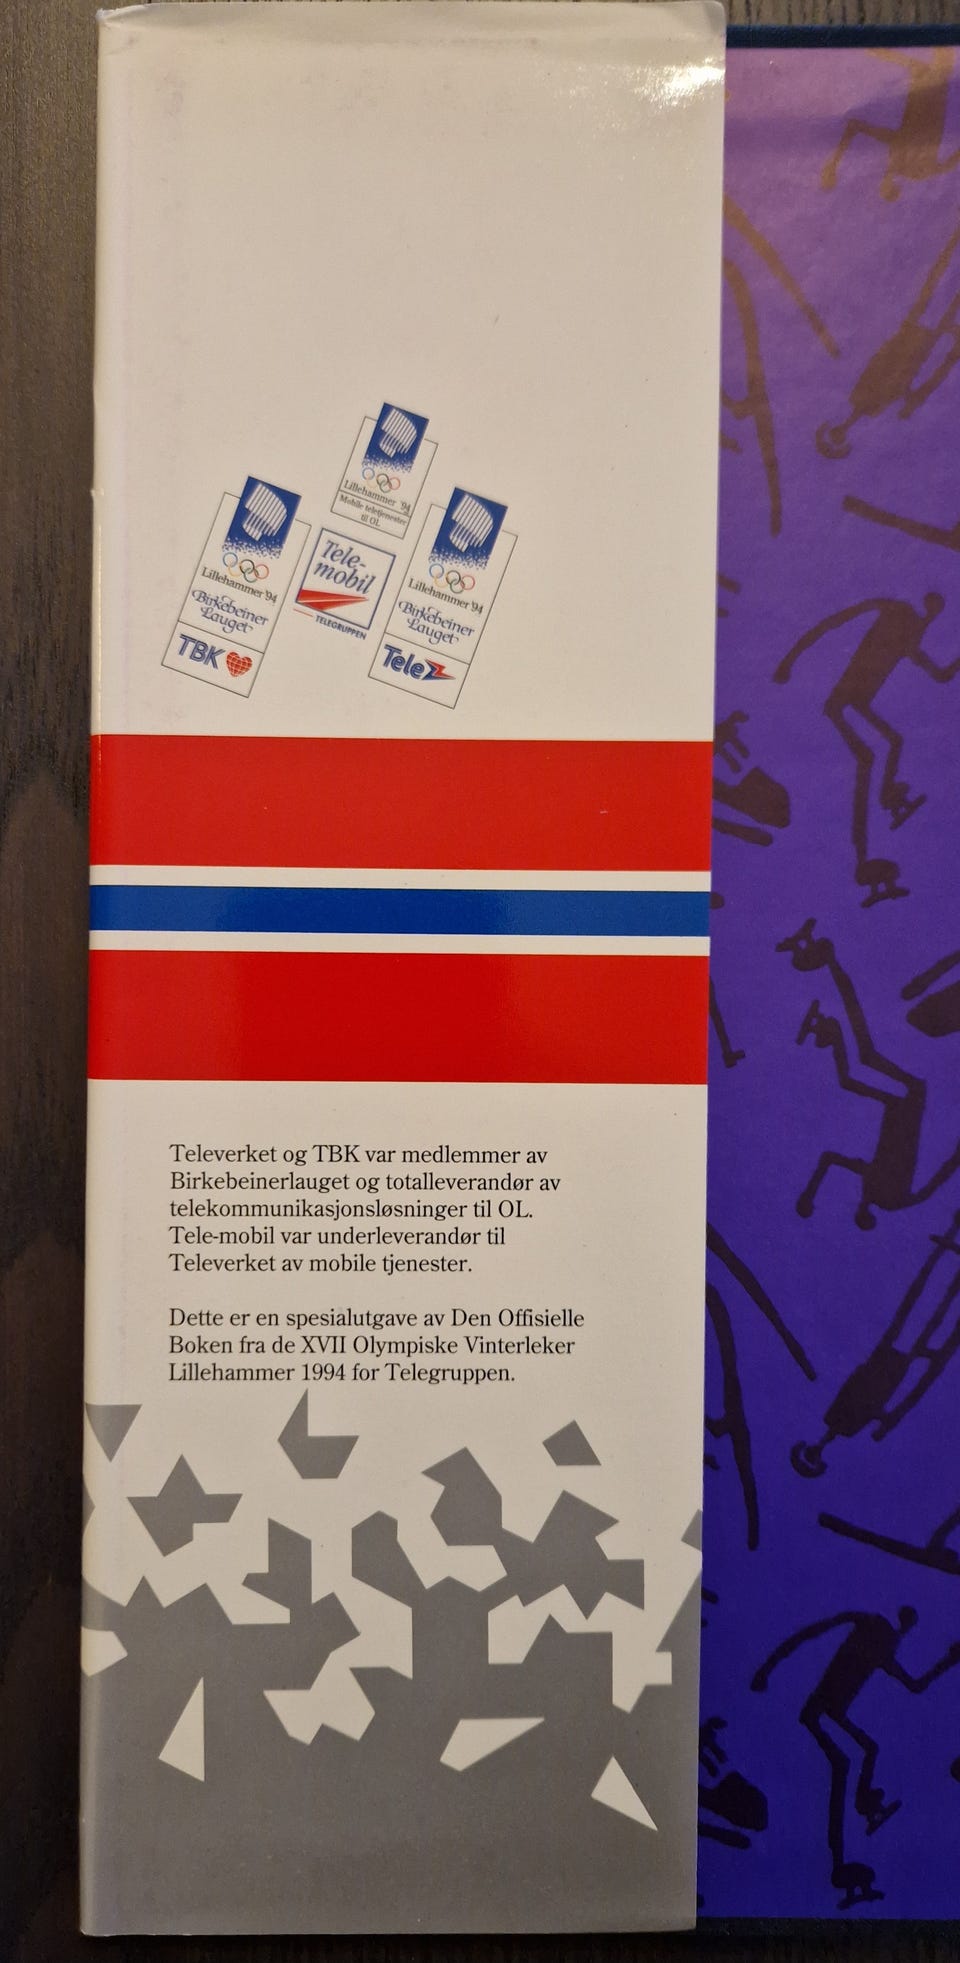 Lillehammer '94
Mobile teletjenester
til OL
Lillehammer '94
Birkebeiner
Lauget
TBK
Tele-
mobil
TELEGRUPPEN
Lillehammer '94
Birkebeiner
Lauget
Tele
Televerket og TBK var medlemmer av
Birkebeinerlauget og totalleverandør av
telekommunikasjonsløsninger til OL.
Tele-mobil var underleverandør til
Televerket av mobile tjenester.
Dette er en spesialutgave av Den Offisielle
Boken fra de XVII Olympiske Vinterleker
Lillehammer 1994 for Telegruppen.